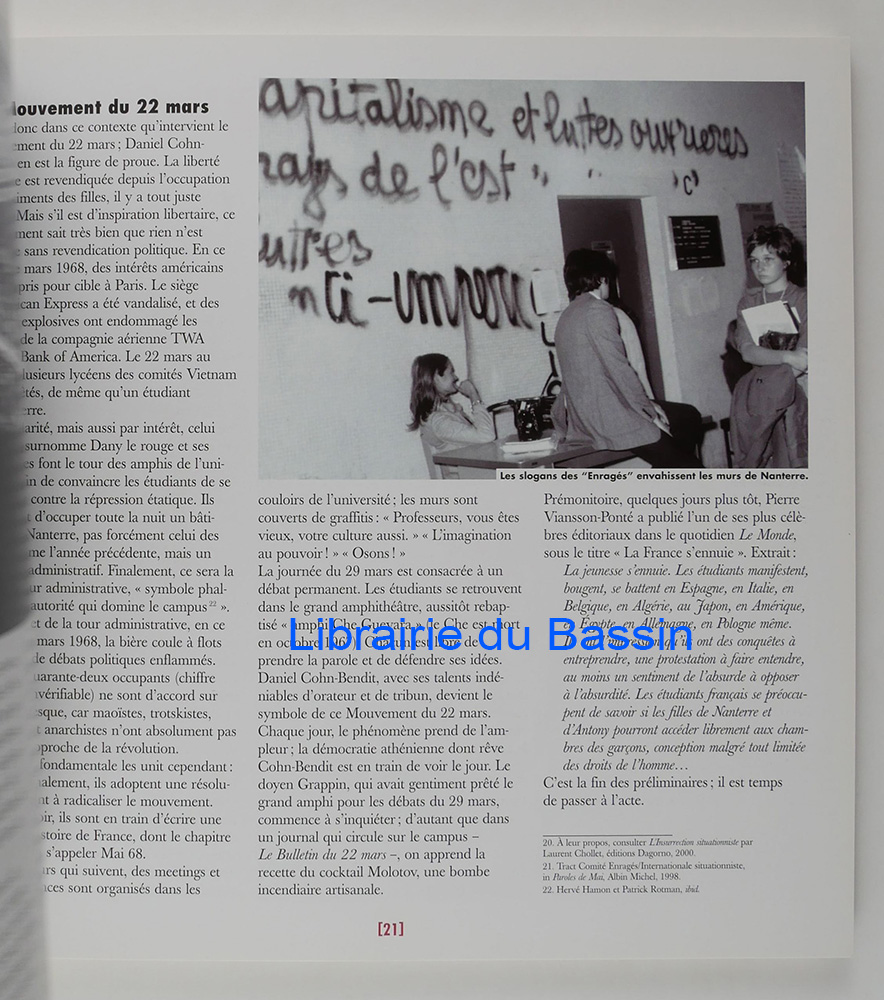 ouvement du 22 mars
donc dans ce contexte qu'intervient le
ment du 22 mars ; Daniel Cohn-
en est la figure de proue. La liberté
e est revendiquée depuis l'occupation
iments des filles, il y a tout juste
Mais s'il est d'inspiration libertaire, ce
ment sait très bien que rien n'est
sans revendication politique. En ce
mars 1968, des intérêts américains
pris pour cible à Paris. Le siège
can Express a été vandalisé, et des
explosives ont endommagé les
de la compagnie aérienne TWA
Bank of America. Le 22 mars au
lusieurs lycéens des comités Vietnam
tés, de même qu'un étudiant
erre.
arité, mais aussi par intérêt, celui
surnomme Dany le rouge et ses
s font le tour des amphis de l'uni-
in de convaincre les étudiants de se
contre la répression étatique. Ils
t d'occuper toute la nuit un bâti-
Nanterre, pas forcément celui des
me l'année précédente, mais un
administratif. Finalement, ce sera la
ur administrative, « symbole phal-
autorité qui domine le campus 22 ».
et de la tour administrative, en ce
mars 1968, la bière coule à flots
de débats politiques enflammés.
uarante-deux occupants (chiffre
vérifiable) ne sont d'accord sur
sque, car maoïstes, trotskistes,
t anarchistes n'ont absolument pas
pproche de la révolution.
fondamentale les unit cependant :
alement, ils adoptent une résolu-
nt à radicaliser le mouvement.
oir, ils sont en train d'écrire une
stoire de France, dont le chapitre
s'appeler Mai 68.
urs qui suivent, des meetings et
nces sont organisés dans les
apitalisme et luttes ouvrieres
pays de l'est
utres
nti-imperi
Les slogans des "Enragés" envahissent les murs de Nanterre.
couloirs de l'université ; les murs sont
couverts de graffitis : « Professeurs, vous êtes
vieux, votre culture aussi. » « L'imagination
au pouvoir ! » « Osons ! »
La journée du 29 mars est consacrée à un
débat permanent. Les étudiants se retrouvent
dans le grand amphithéâtre, aussitôt rebap-
tisé « amphi Che Guevara » (le Che est mort
en octobre 1967). Chacun est libre de
prendre la parole et de défendre ses idées.
Daniel Cohn-Bendit, avec ses talents indé-
niables d'orateur et de tribun, devient le
symbole de ce Mouvement du 22 mars.
Chaque jour, le phénomène prend de l'am-
pleur ; la démocratie athénienne dont rêve
Cohn-Bendit est en train de voir le jour. Le
doyen Grappin, qui avait gentiment prêté le
grand amphi pour les débats du 29 mars,
commence à s'inquiéter ; d'autant que dans
un journal qui circule sur le campus –
Le Bulletin du 22 mars –, on apprend la
recette du cocktail Molotov, une bombe
incendiaire artisanale.
Prémonitoire, quelques jours plus tôt, Pierre
Viansson-Ponté a publié l'un de ses plus célè-
bres éditoriaux dans le quotidien Le Monde,
sous le titre « La France s'ennuie ». Extrait :
La jeunesse s'ennuie. Les étudiants manifestent,
bougent, se battent en Espagne, en Italie, en
Belgique, en Algérie, au Japon, en Amérique,
en Égypte, en Allemagne, en Pologne même.
l'impression qu'ils ont des conquêtes à
entreprendre, une protestation à faire entendre,
au moins un sentiment de l'absurde à opposer
à l'absurdité. Les étudiants français se préoccu-
pent de savoir si les filles de Nanterre et
d'Antony pourront accéder librement aux cham-
bres des garçons, conception malgré tout limitée
des droits de l'homme…
C'est la fin des préliminaires ; il est temps
de passer à l'acte.
20. À leur propos, consulter L'Insurrection situationniste par
Laurent Chollet, éditions Dagorno, 2000.
21. Tract Comité Enragés/Internationale situationniste,
in Paroles de Mai, Albin Michel, 1998.
22. Hervé Hamon et Patrick Rotman, ibid.
[21]
Librairie du Bassin